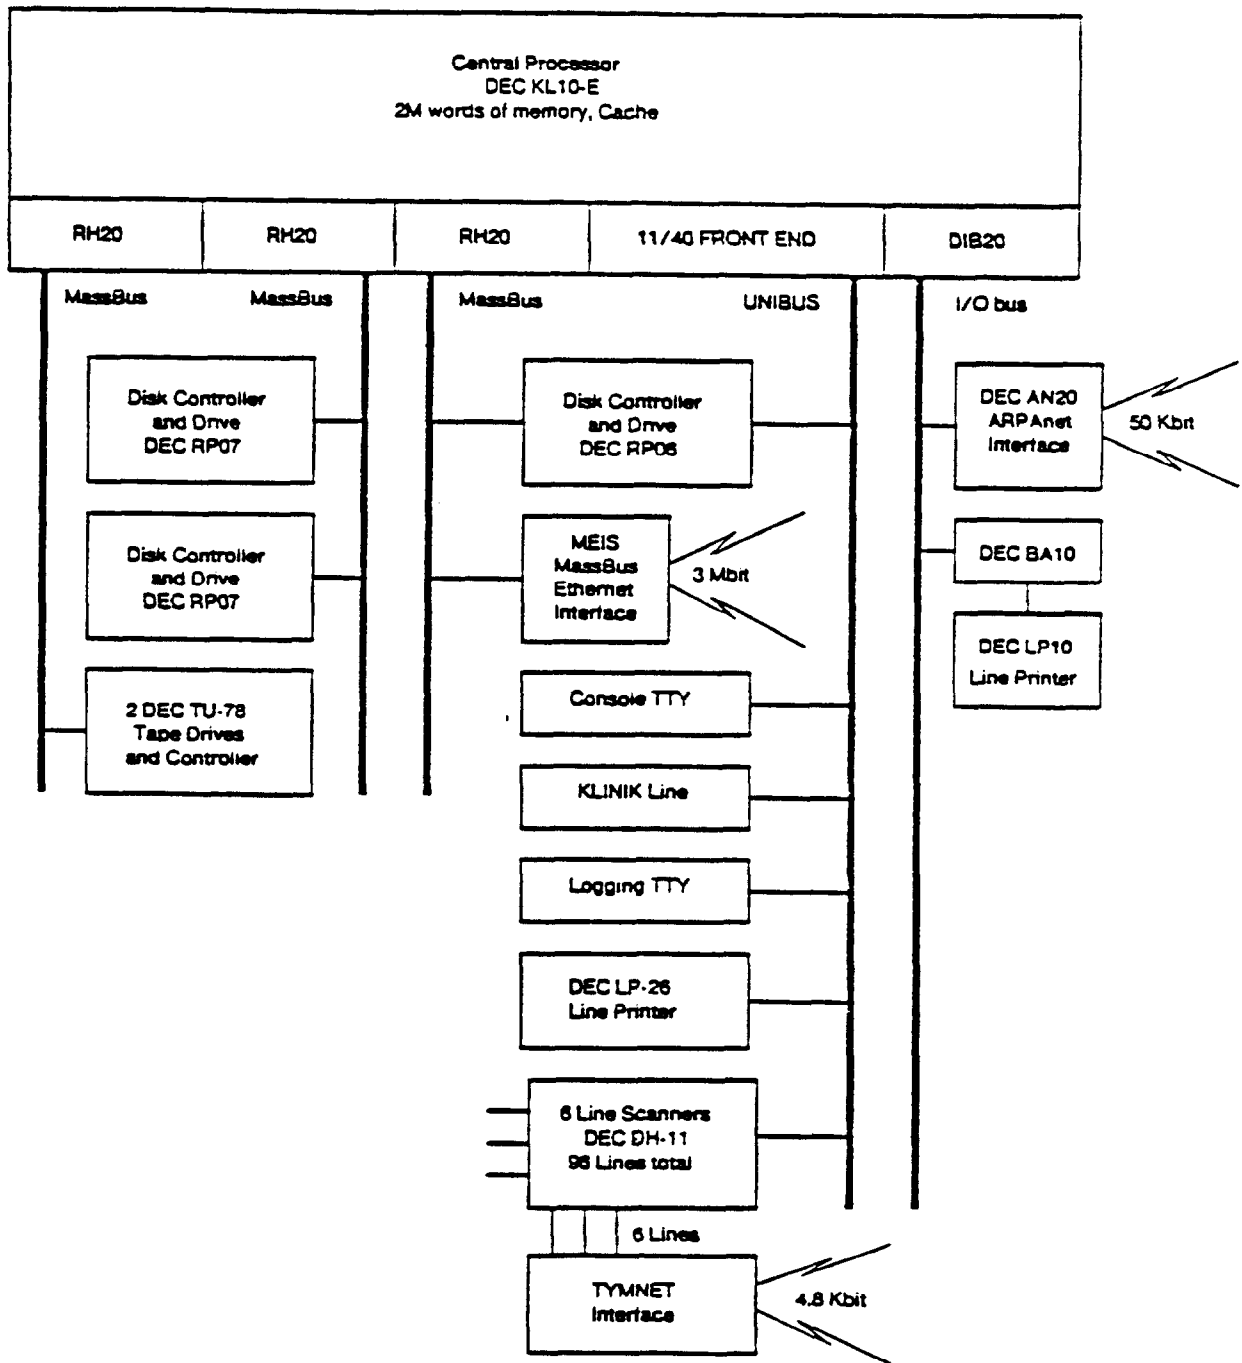 Central Processor
DEC KL10-E
2M words of memory, Cache
RH20
RH20
RH20
11/40 FRONT END
DIB20
MassBus
MassBus
MassBus
UNIBUS
I/O bus
Disk Controller
and Drive
DEC RP07
Disk Controller
and Drive
DEC RP06
DEC AN20
ARPAnet
Interface
50 Kbit
Disk Controller
and Drive
DEC RP07
MEIS
MassBus
Ethernet
Interface
3 Mbit
DEC BA10
DEC LP10
Line Printer
2 DEC TU-78
Tape Drives
and Controller
Console TTY
KLINIK Line
Logging TTY
DEC LP-26
Line Printer
6 Line Scanners
DEC DH-11
96 Lines total
6 Lines
TYMNET
Interface
4.8 Kbit